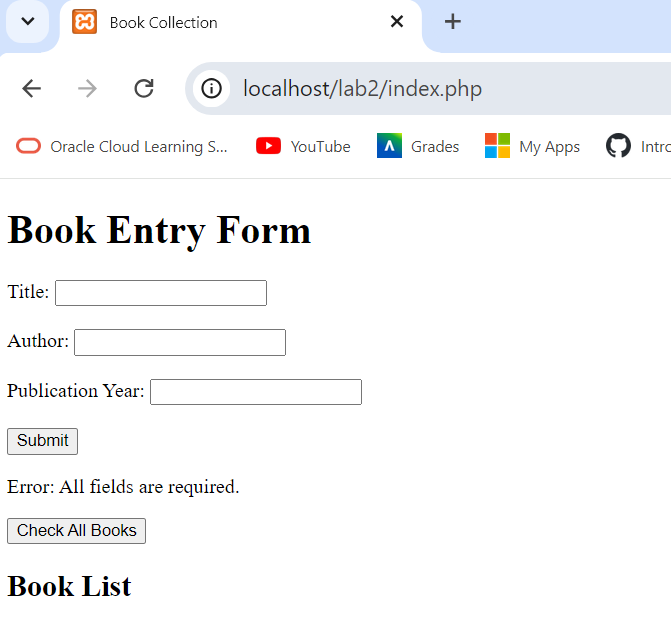 Book Collection
localhost/lab2/index.php
Oracle Cloud Learning S... YouTube Grades My Apps Intro
Book Entry Form
Title:
Author:
Publication Year:
Submit
Error: All fields are required.
Check All Books
Book List